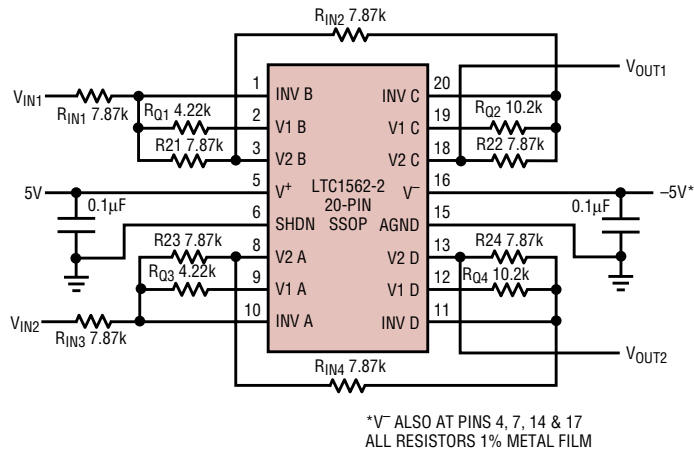 RIN2 7.87k
VOUT1
VIN1
RIN1 7.87k
RQ1 4.22k
R21 7.87k
1 INV B
2 V1 B
3 V2 B
INV C 20
V1 C 19
V2 C 18
RQ2 10.2k
R22 7.87k
5V
0.1µF
5 V+
6 SHDN
LTC1562-2
20-PIN
SSOP
V– 16
AGND 15
–5V*
0.1µF
R23 7.87k
RQ3 4.22k
8 V2 A
9 V1 A
10 INV A
V2 D 13
V1 D 12
INV D 11
R24 7.87k
RQ4 10.2k
VIN2
RIN3 7.87k
RIN4 7.87k
VOUT2
*V– ALSO AT PINS 4, 7, 14 & 17
ALL RESISTORS 1% METAL FILM